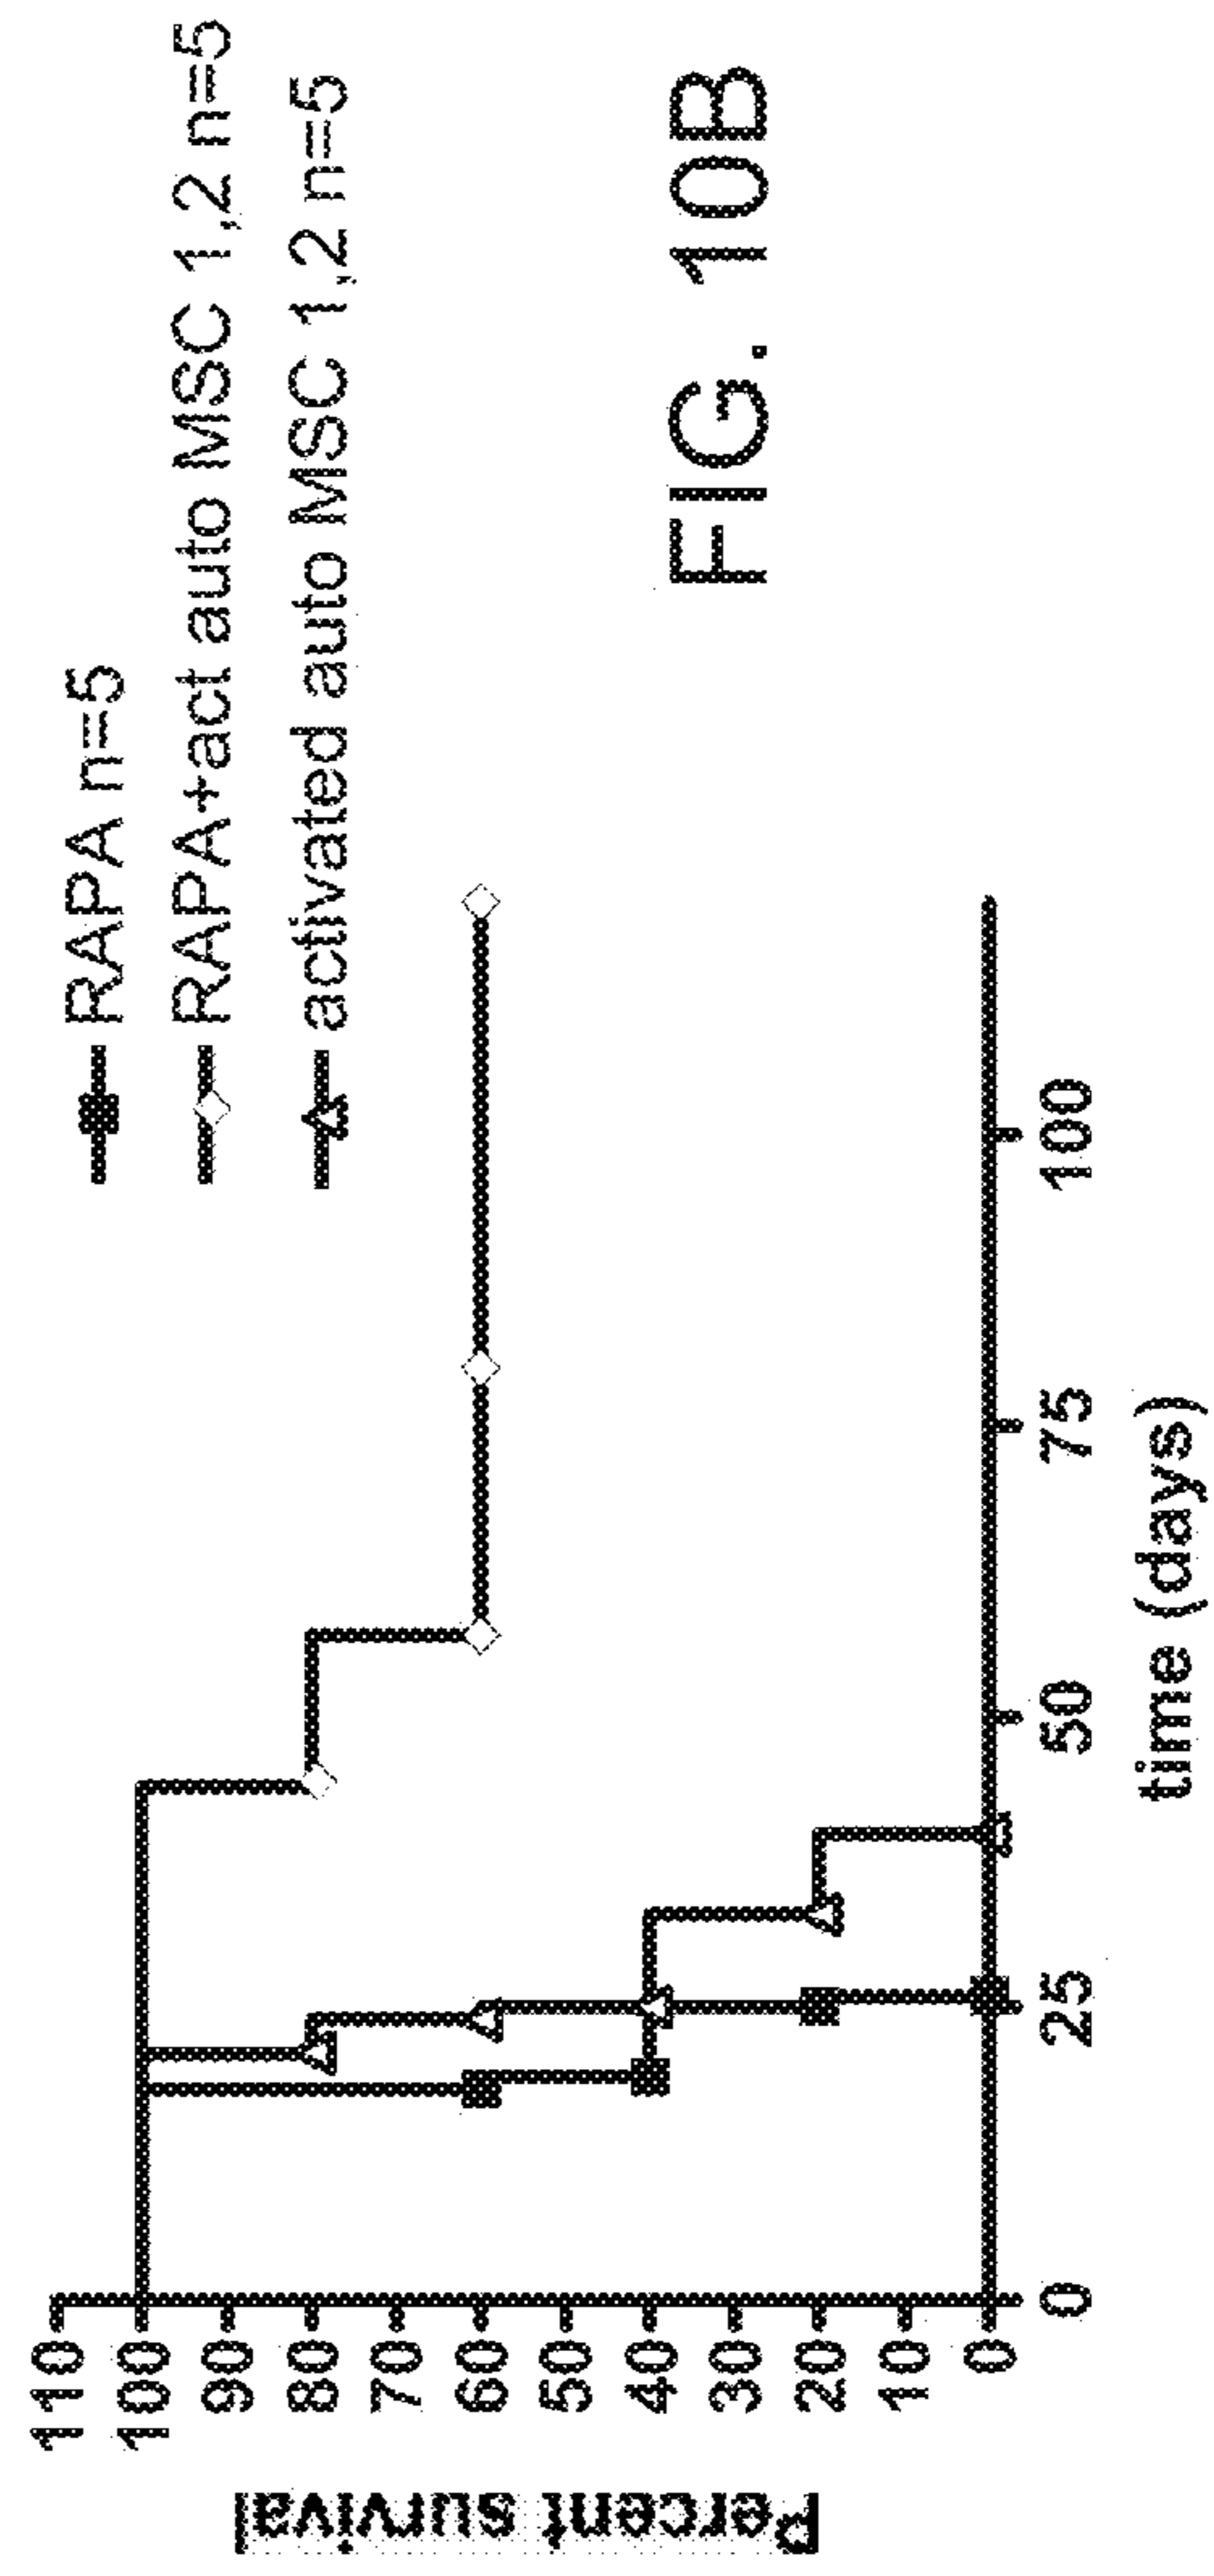 RAPA n=5
RAPA+act auto MSC 1,2 n=5
activated auto MSC 1,2 n=5
Percent survival
110
100
90
80
70
60
50
40
30
20
10
0
0
25
50
75
100
time (days)
FIG. 10B